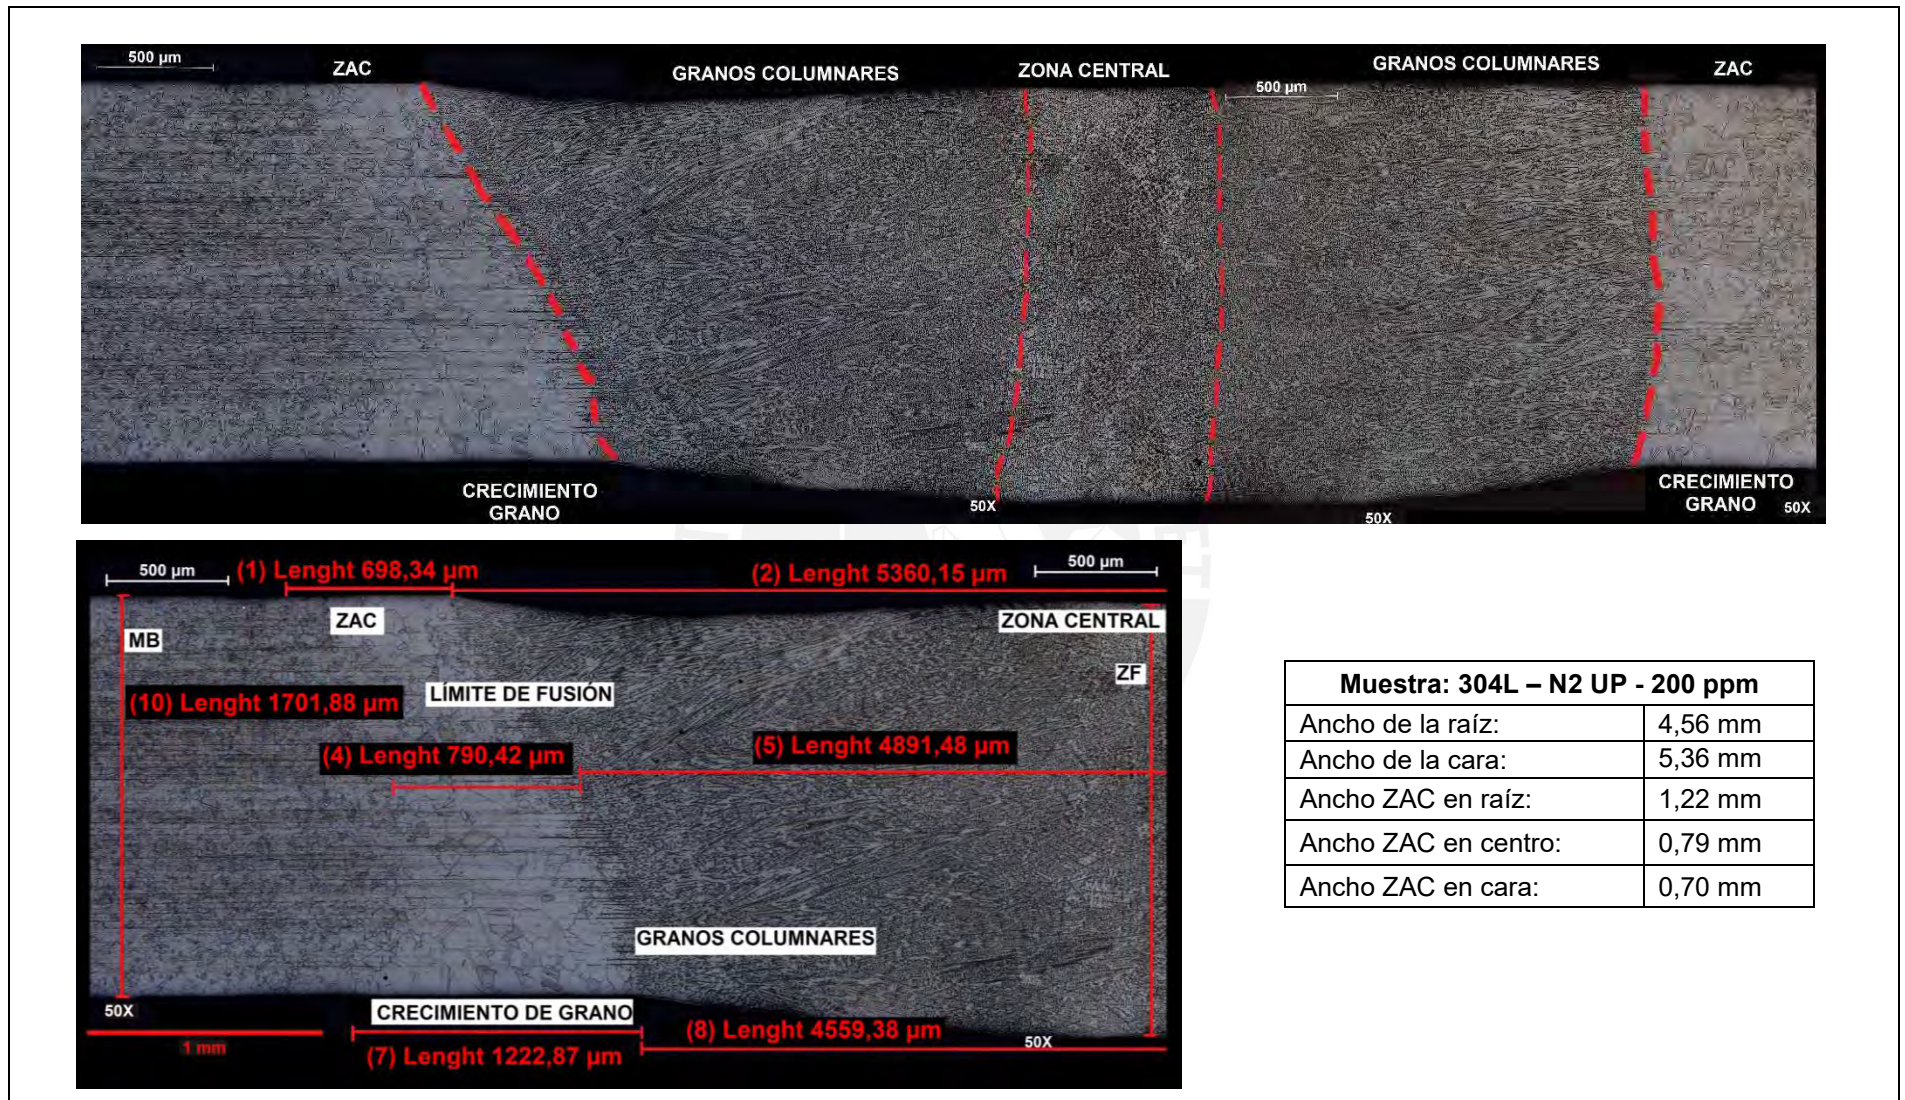 500 µm
ZAC
GRANOS COLUMNARES
ZONA CENTRAL
GRANOS COLUMNARES
ZAC
500 µm
CRECIMIENTO
GRANO
50X
50X
CRECIMIENTO
GRANO
50X
500 µm
(1) Lenght 698,34 µm
(2) Lenght 5360,15 µm
500 µm
ZAC
ZONA CENTRAL
MB
ZF
LÍMITE DE FUSIÓN
(10) Lenght 1701,88 µm
(4) Lenght 790,42 µm
(5) Lenght 4891,48 µm
GRANOS COLUMNARES
50X
CRECIMIENTO DE GRANO
(8) Lenght 4559,38 µm
50X
1 mm
(7) Lenght 1222,87 µm
Muestra: 304L – N2 UP - 200 ppm
Ancho de la raíz: 4,56 mm
Ancho de la cara: 5,36 mm
Ancho ZAC en raíz: 1,22 mm
Ancho ZAC en centro: 0,79 mm
Ancho ZAC en cara: 0,70 mm